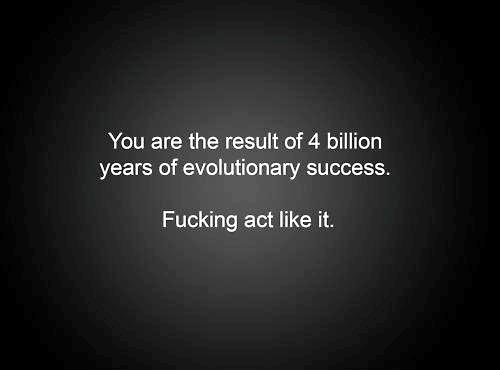 You are the result of 4 billion
years of evolutionary success.
Fucking act like it.